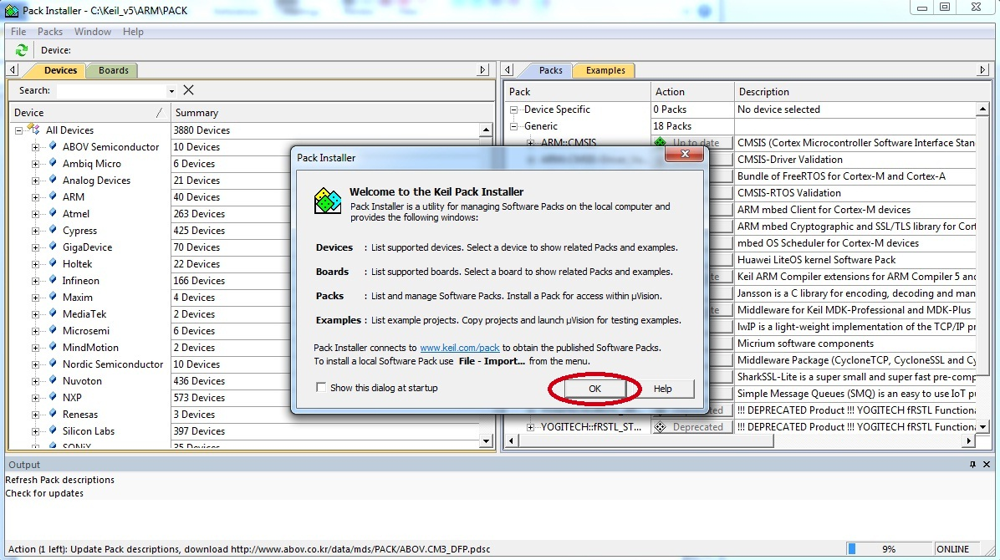 Pack Installer - C:\Keil_v5\ARM\PACK
File Packs Window Help
Device:
Devices Boards
Search:
Device / Summary
All Devices 3880 Devices
ABOV Semiconductor 10 Devices
Ambiq Micro 6 Devices
Analog Devices 21 Devices
ARM 40 Devices
Atmel 263 Devices
Cypress 425 Devices
GigaDevice 70 Devices
Holtek 22 Devices
Infineon 166 Devices
Maxim 4 Devices
MediaTek 2 Devices
Microsemi 6 Devices
MindMotion 2 Devices
Nordic Semiconductor 10 Devices
Nuvoton 436 Devices
NXP 573 Devices
Renesas 3 Devices
Silicon Labs 397 Devices
SONiX 35 Devices
Packs Examples
Pack Action Description
Device Specific 0 Packs No device selected
Generic 18 Packs
ARM::CMSIS Up to date CMSIS (Cortex Microcontroller Software Interface Stan
CMSIS-Driver Validation
Bundle of FreeRTOS for Cortex-M and Cortex-A
CMSIS-RTOS Validation
ARM mbed Client for Cortex-M devices
ARM mbed Cryptographic and SSL/TLS library for Cort
mbed OS Scheduler for Cortex-M devices
Huawei LiteOS kernel Software Pack
Keil ARM Compiler extensions for ARM Compiler 5 and
Jansson is a C library for encoding, decoding and man
Middleware for Keil MDK-Professional and MDK-Plus
lwIP is a light-weight implementation of the TCP/IP pr
Micrium software components
Middleware Package (CycloneTCP, CycloneSSL and Cy
SharkSSL-Lite is a super small and super fast pre-comp
Simple Message Queues (SMQ) is an easy to use IoT pu
!!! DEPRECATED Product !!! YOGITECH fRSTL Functiona
YOGITECH::fRSTL_ST... Deprecated !!! DEPRECATED Product !!! YOGITECH fRSTL Functiona
Pack Installer
Welcome to the Keil Pack Installer
Pack Installer is a utility for managing Software Packs on the local computer and
provides the following windows:
Devices : List supported devices. Select a device to show related Packs and examples.
Boards : List supported boards. Select a board to show related Packs and examples.
Packs : List and manage Software Packs. Install a Pack for access within µVision.
Examples : List example projects. Copy projects and launch µVision for testing examples.
Pack Installer connects to www.keil.com/pack to obtain the published Software Packs.
To install a local Software Pack use File - Import... from the menu.
Show this dialog at startup
OK Help
Output
Refresh Pack descriptions
Check for updates
Action (1 left): Update Pack descriptions, download http://www.abov.co.kr/data/mds/PACK/ABOV.CM3_DFP.pdsc 9% ONLINE